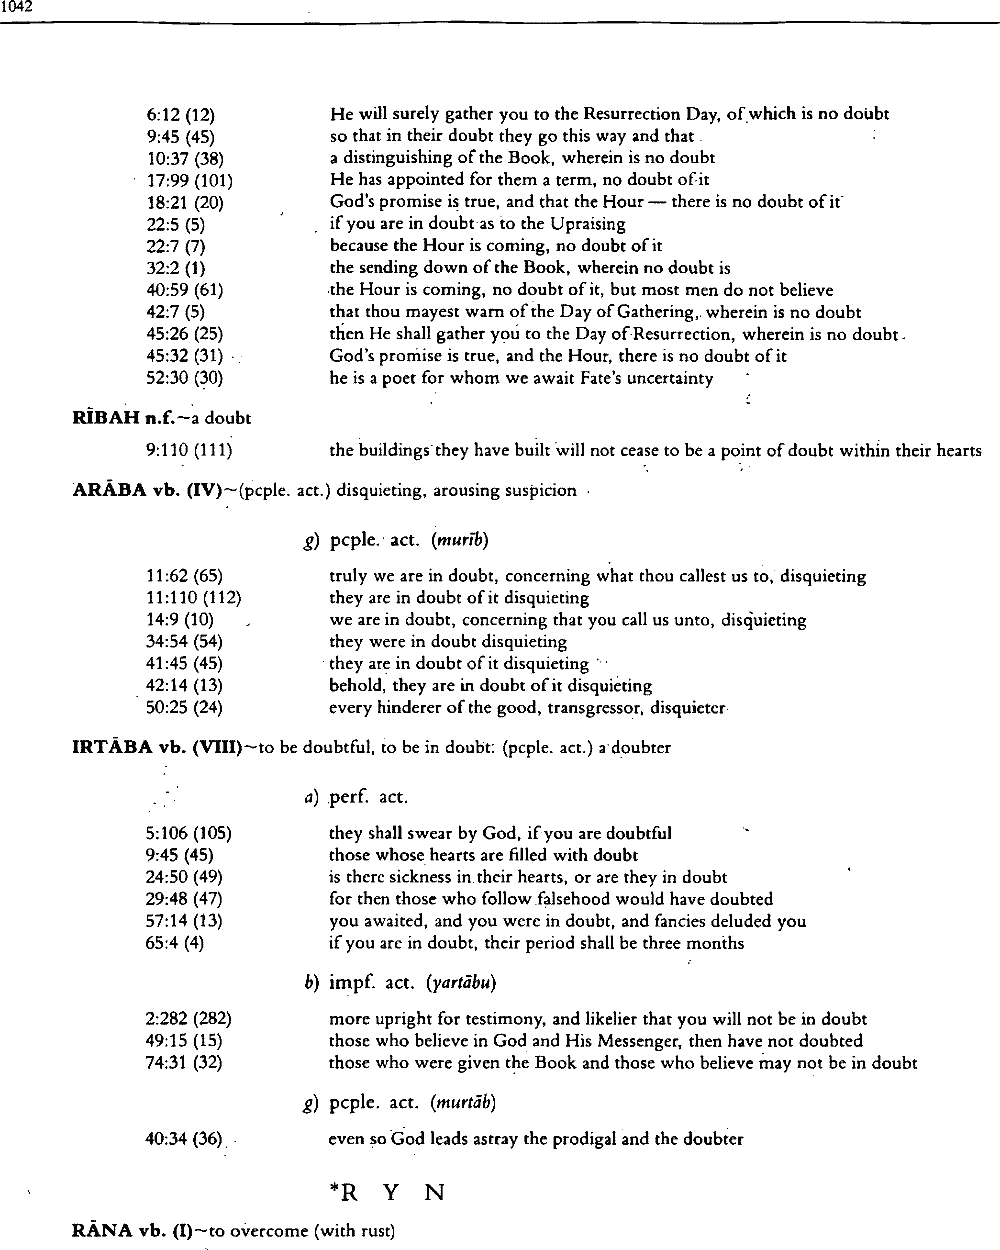 1042
6:12 (12) He will surely gather you to the Resurrection Day, of which is no doubt
9:45 (45) so that in their doubt they go this way and that
10:37 (38) a distinguishing of the Book, wherein is no doubt
17:99 (101) He has appointed for them a term, no doubt of it
18:21 (20) God's promise is true, and that the Hour — there is no doubt of it
22:5 (5) if you are in doubt as to the Upraising
22:7 (7) because the Hour is coming, no doubt of it
32:2 (1) the sending down of the Book, wherein no doubt is
40:59 (61) the Hour is coming, no doubt of it, but most men do not believe
42:7 (5) that thou mayest warn of the Day of Gathering, wherein is no doubt
45:26 (25) then He shall gather you to the Day of Resurrection, wherein is no doubt
45:32 (31) God's promise is true, and the Hour, there is no doubt of it
52:30 (30) he is a poet for whom we await Fate's uncertainty
RĪBAH n.f.~a doubt
9:110 (111) the buildings they have built will not cease to be a point of doubt within their hearts
ARĀBA vb. (IV)~(pcple. act.) disquieting, arousing suspicion
g) pcple. act. (murīb)
11:62 (65) truly we are in doubt, concerning what thou callest us to, disquieting
11:110 (112) they are in doubt of it disquieting
14:9 (10) we are in doubt, concerning that you call us unto, disquieting
34:54 (54) they were in doubt disquieting
41:45 (45) they are in doubt of it disquieting
42:14 (13) behold, they are in doubt of it disquieting
50:25 (24) every hinderer of the good, transgressor, disquieter
IRTĀBA vb. (VIII)~to be doubtful, to be in doubt: (pcple. act.) a doubter
a) perf. act.
5:106 (105) they shall swear by God, if you are doubtful
9:45 (45) those whose hearts are filled with doubt
24:50 (49) is there sickness in their hearts, or are they in doubt
29:48 (47) for then those who follow falsehood would have doubted
57:14 (13) you awaited, and you were in doubt, and fancies deluded you
65:4 (4) if you are in doubt, their period shall be three months
b) impf. act. (yartābu)
2:282 (282) more upright for testimony, and likelier that you will not be in doubt
49:15 (15) those who believe in God and His Messenger, then have not doubted
74:31 (32) those who were given the Book and those who believe may not be in doubt
g) pcple. act. (murtāb)
40:34 (36) even so God leads astray the prodigal and the doubter
*R Y N
RĀNA vb. (I)~to overcome (with rust)